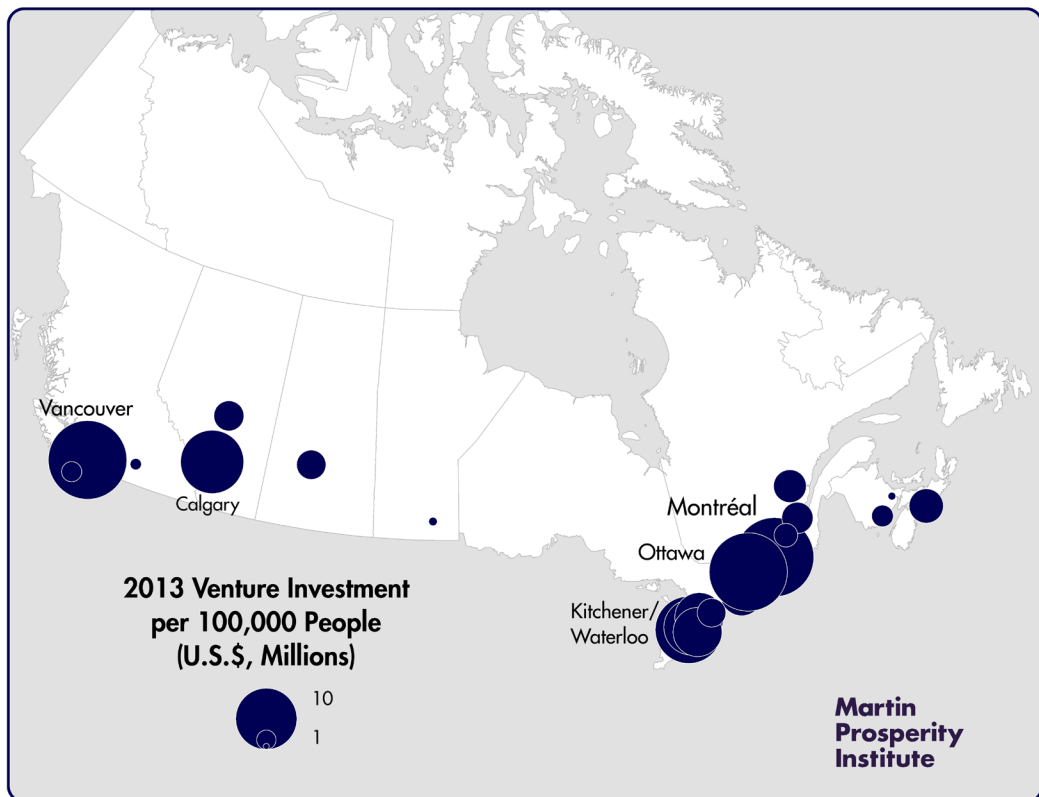 Vancouver
Calgary
Montréal
Ottawa
Kitchener/
Waterloo
2013 Venture Investment
per 100,000 People
(U.S.$, Millions)
10
1
Martin
Prosperity
Institute